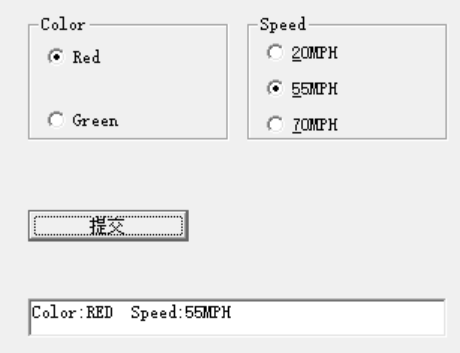 Color
Red
Green
Speed
20MPH
55MPH
70MPH
提交
Color:RED  Speed:55MPH